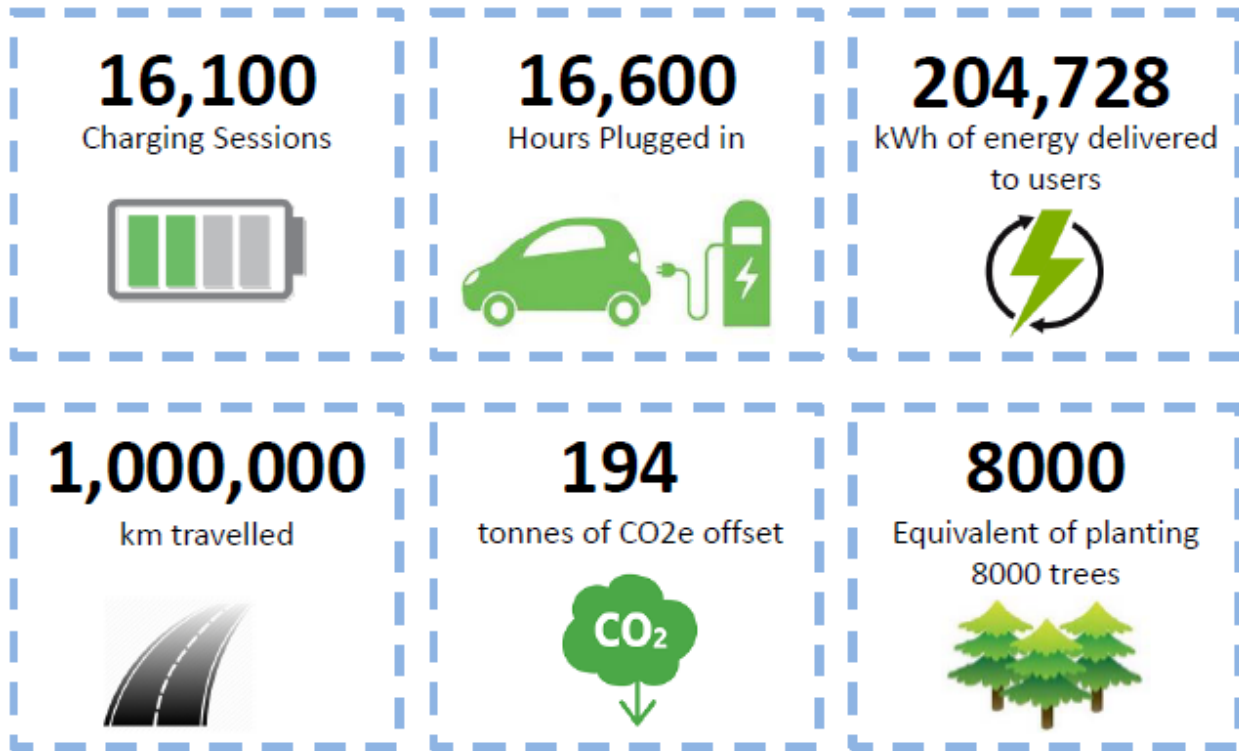 16,100
Charging Sessions
16,600
Hours Plugged in
204,728
kWh of energy delivered
to users
1,000,000
km travelled
194
tonnes of CO2e offset
CO₂
8000
Equivalent of planting
8000 trees